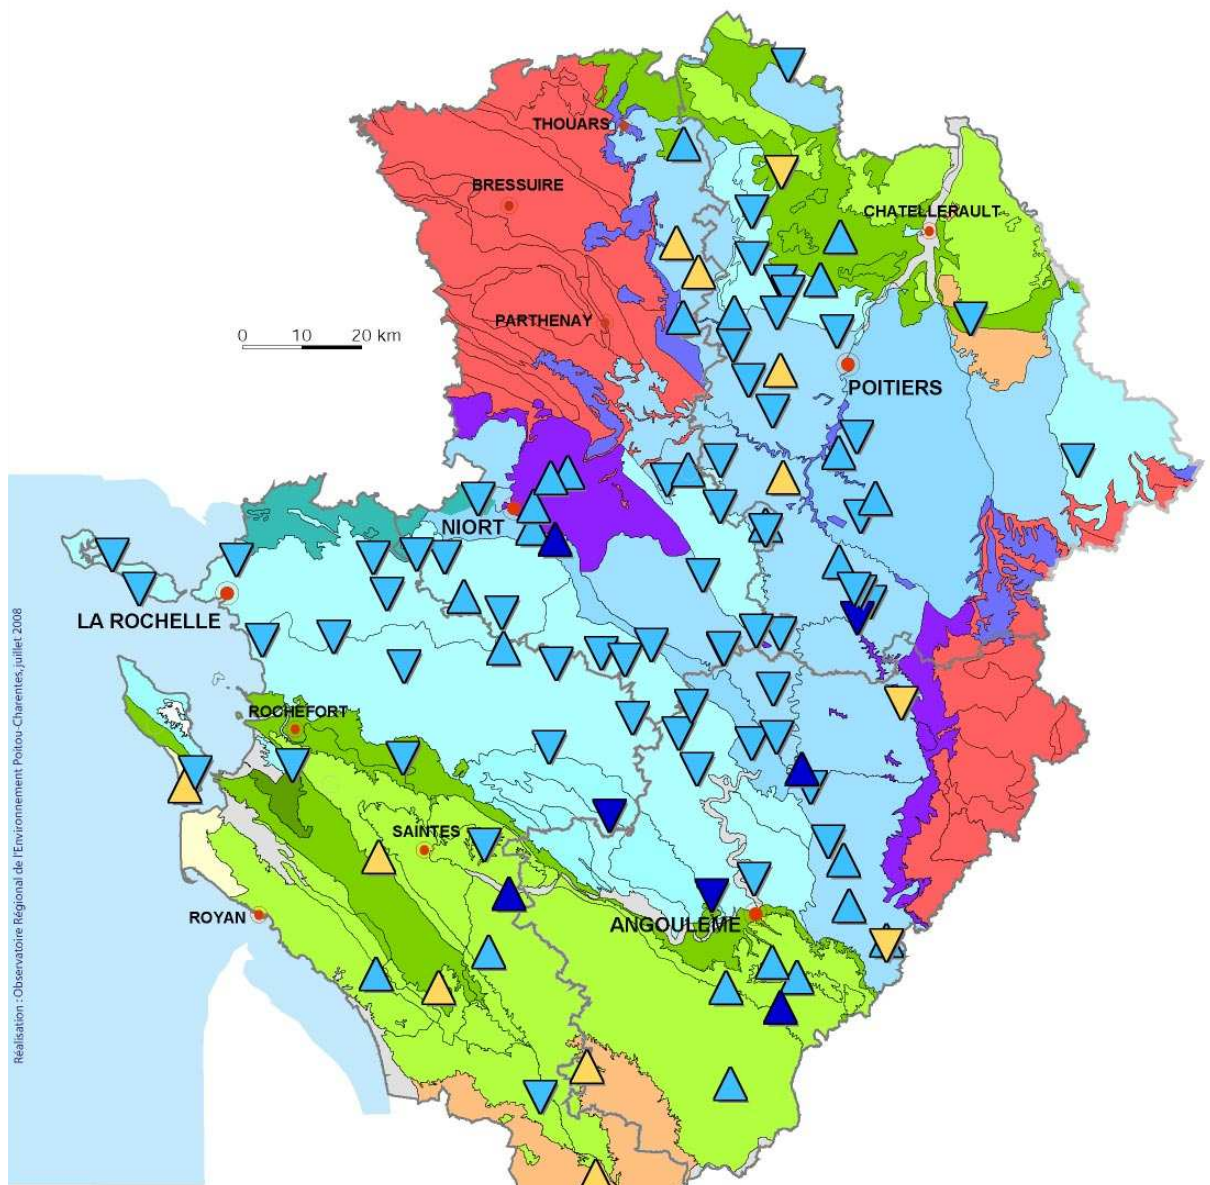 THOUARS
BRESSUIRE
CHATELLERAULT
PARTHENAY
0 10 20 km
POITIERS
NIORT
LA ROCHELLE
ROCHEFORT
SAINTES
ROYAN
ANGOULEME
Réalisation : Observatoire Régional de l'Environnement Poitou-Charentes, juillet 2008